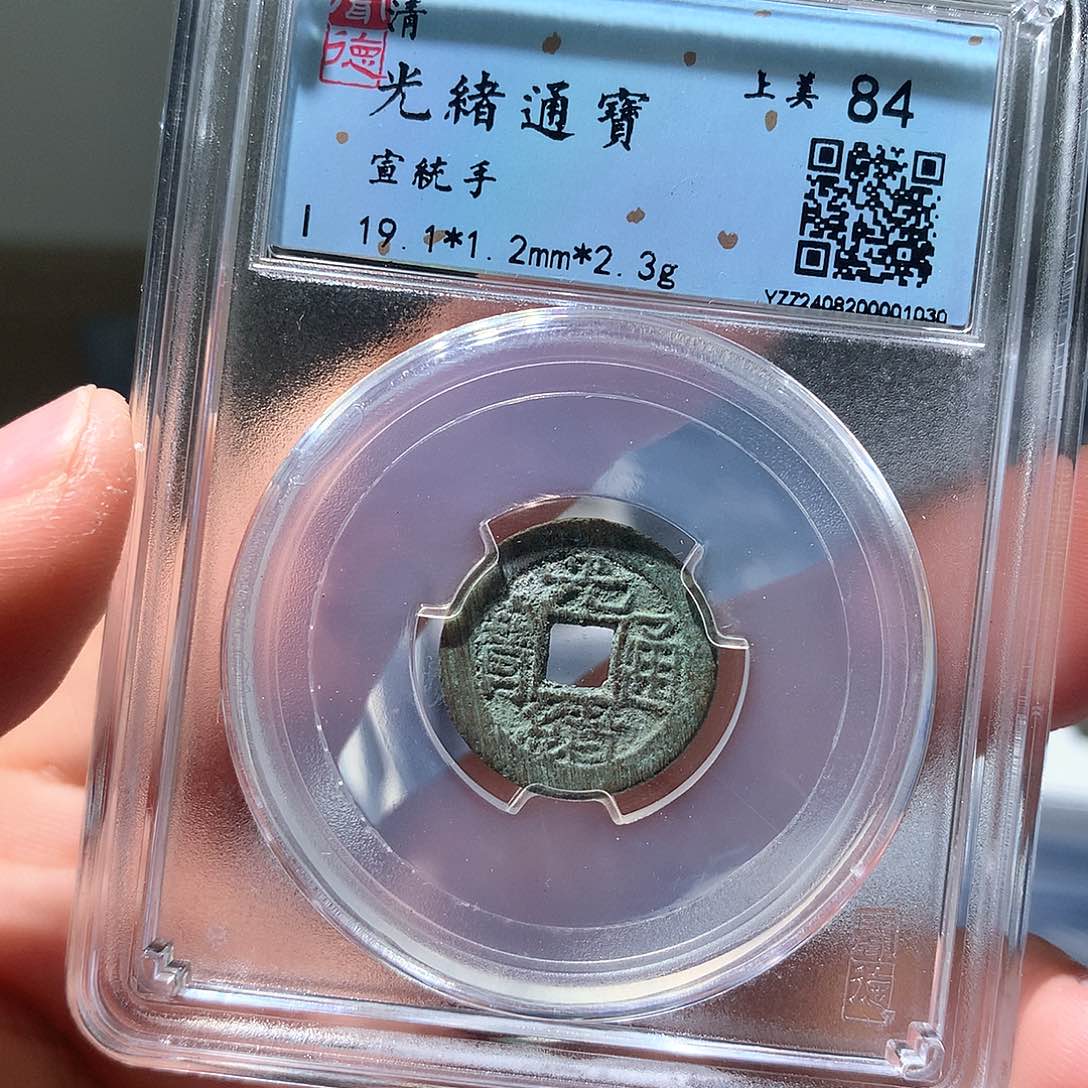 清
德
光緒通寶
上美 84
宣統手
19.1*1.2mm*2.3g
YZZ2408200001030
光緒通寶